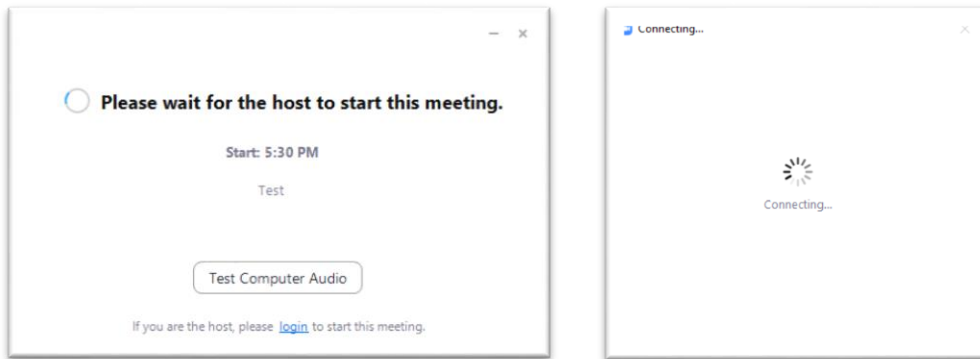 Please wait for the host to start this meeting.
Start: 5:30 PM
Test
Test Computer Audio
If you are the host, please login to start this meeting.
Connecting...
Connecting...